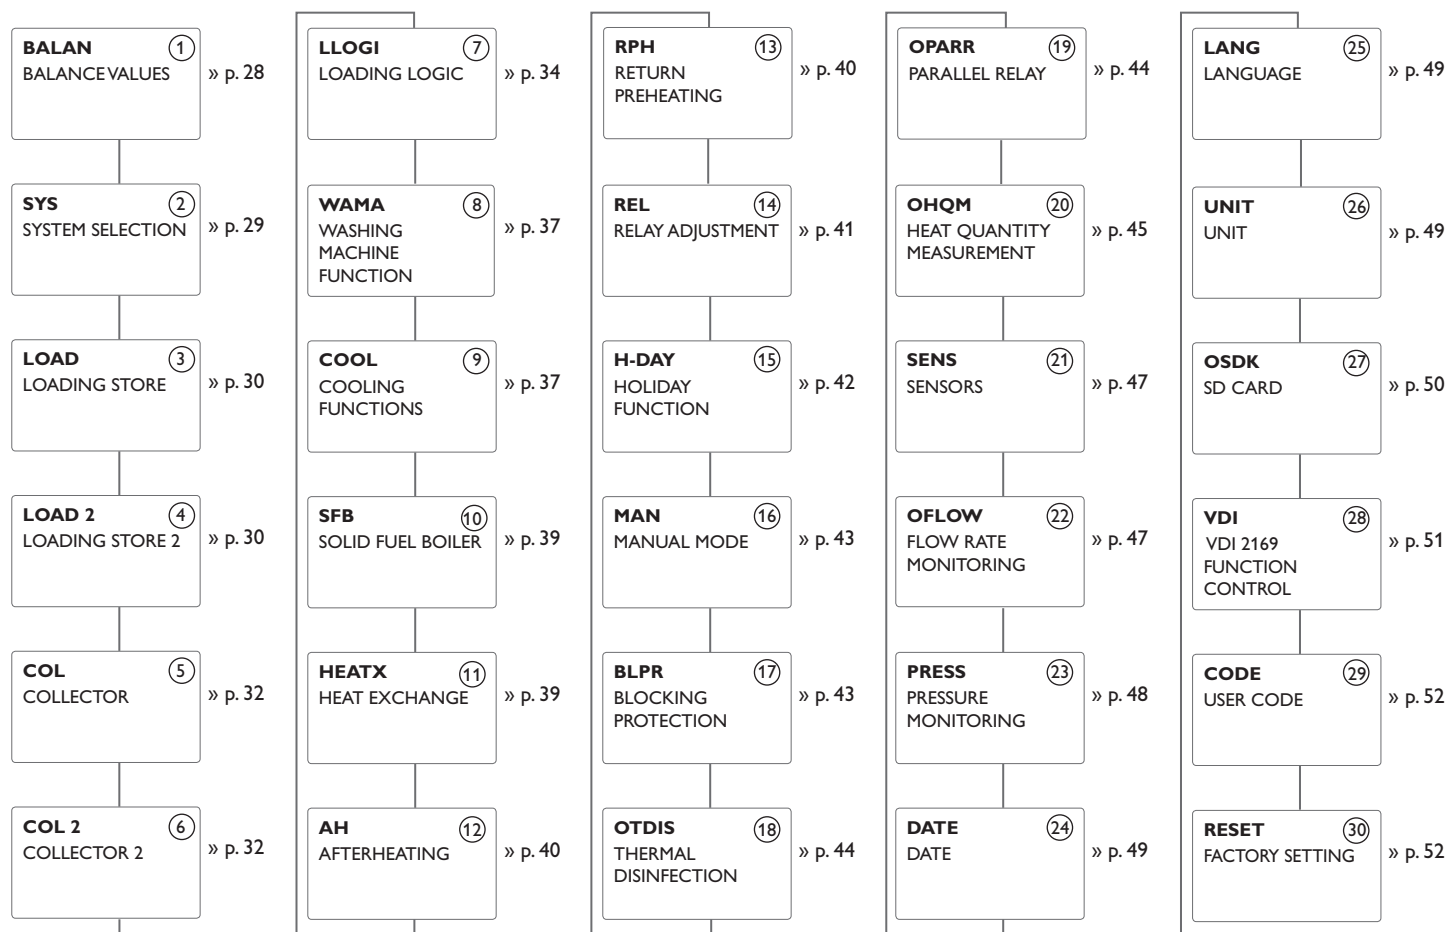 BALAN 1
BALANCE VALUES
» p. 28
SYS 2
SYSTEM SELECTION
» p. 29
LOAD 3
LOADING STORE
» p. 30
LOAD 2 4
LOADING STORE 2
» p. 30
COL 5
COLLECTOR
» p. 32
COL 2 6
COLLECTOR 2
» p. 32
LLOGI 7
LOADING LOGIC
» p. 34
WAMA 8
WASHING
MACHINE
FUNCTION
» p. 37
COOL 9
COOLING
FUNCTIONS
» p. 37
SFB 10
SOLID FUEL BOILER
» p. 39
HEATX 11
HEAT EXCHANGE
» p. 39
AH 12
AFTERHEATING
» p. 40
RPH 13
RETURN
PREHEATING
» p. 40
REL 14
RELAY ADJUSTMENT
» p. 41
H-DAY 15
HOLIDAY
FUNCTION
» p. 42
MAN 16
MANUAL MODE
» p. 43
BLPR 17
BLOCKING
PROTECTION
» p. 43
OTDIS 18
THERMAL
DISINFECTION
» p. 44
OPARR 19
PARALLEL RELAY
» p. 44
OHQM 20
HEAT QUANTITY
MEASUREMENT
» p. 45
SENS 21
SENSORS
» p. 47
OFLOW 22
FLOW RATE
MONITORING
» p. 47
PRESS 23
PRESSURE
MONITORING
» p. 48
DATE 24
DATE
» p. 49
LANG 25
LANGUAGE
» p. 49
UNIT 26
UNIT
» p. 49
OSDK 27
SD CARD
» p. 50
VDI 28
VDI 2169
FUNCTION
CONTROL
» p. 51
CODE 29
USER CODE
» p. 52
RESET 30
FACTORY SETTING
» p. 52